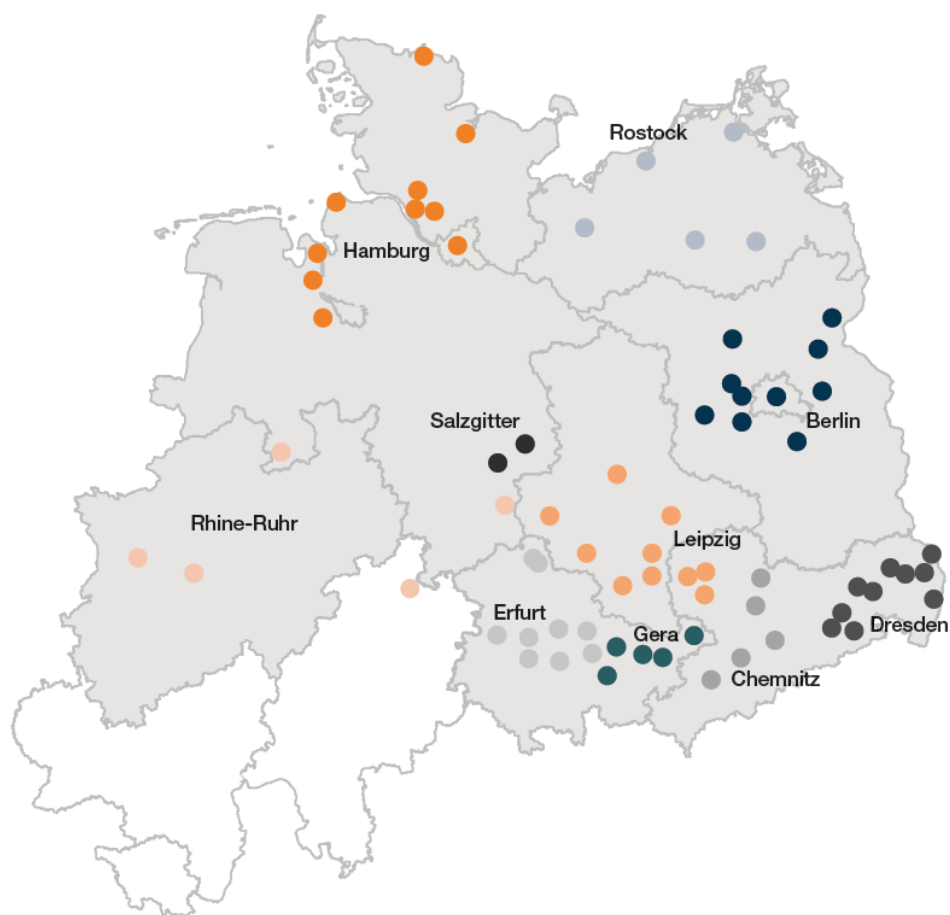 Rostock
Hamburg
Salzgitter
Berlin
Rhine-Ruhr
Leipzig
Erfurt
Gera
Dresden
Chemnitz